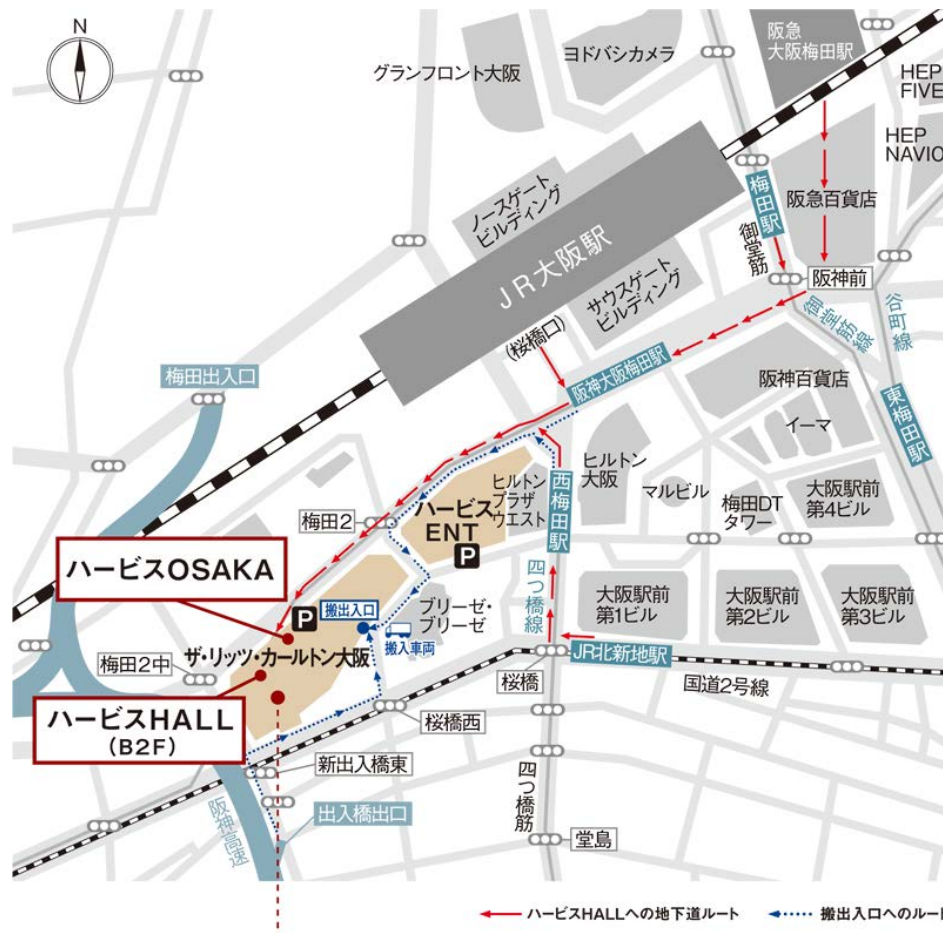 N
阪急
大阪梅田駅
ヨドバシカメラ
グランフロント大阪
HEP
FIVE
HEP
NAVIO
ノースゲート
ビルディング
梅田駅
阪急百貨店
御堂筋
JR大阪駅
サウスゲート
ビルディング
阪神前
御堂筋線
谷町線
(桜橋口)
阪神大阪梅田駅
梅田出入口
阪神百貨店
東梅田駅
イーマ
ヒルトン
プラザ
ウエスト
西梅田駅
ヒルトン
大阪
マルビル
梅田DT
タワー
大阪駅前
第4ビル
梅田2
ハービス
ENT
P
ハービスOSAKA
P
搬出入口
搬入車両
ブリーゼ・
ブリーゼ
四つ橋線
大阪駅前
第1ビル
大阪駅前
第2ビル
大阪駅前
第3ビル
梅田2中
ザ・リッツ・カールトン大阪
桜橋
JR北新地駅
国道2号線
ハービスHALL
(B2F)
桜橋西
新出入橋東
四つ橋筋
阪神高速
出入橋出口
堂島
ハービスHALLへの地下道ルート
搬出入口へのルー